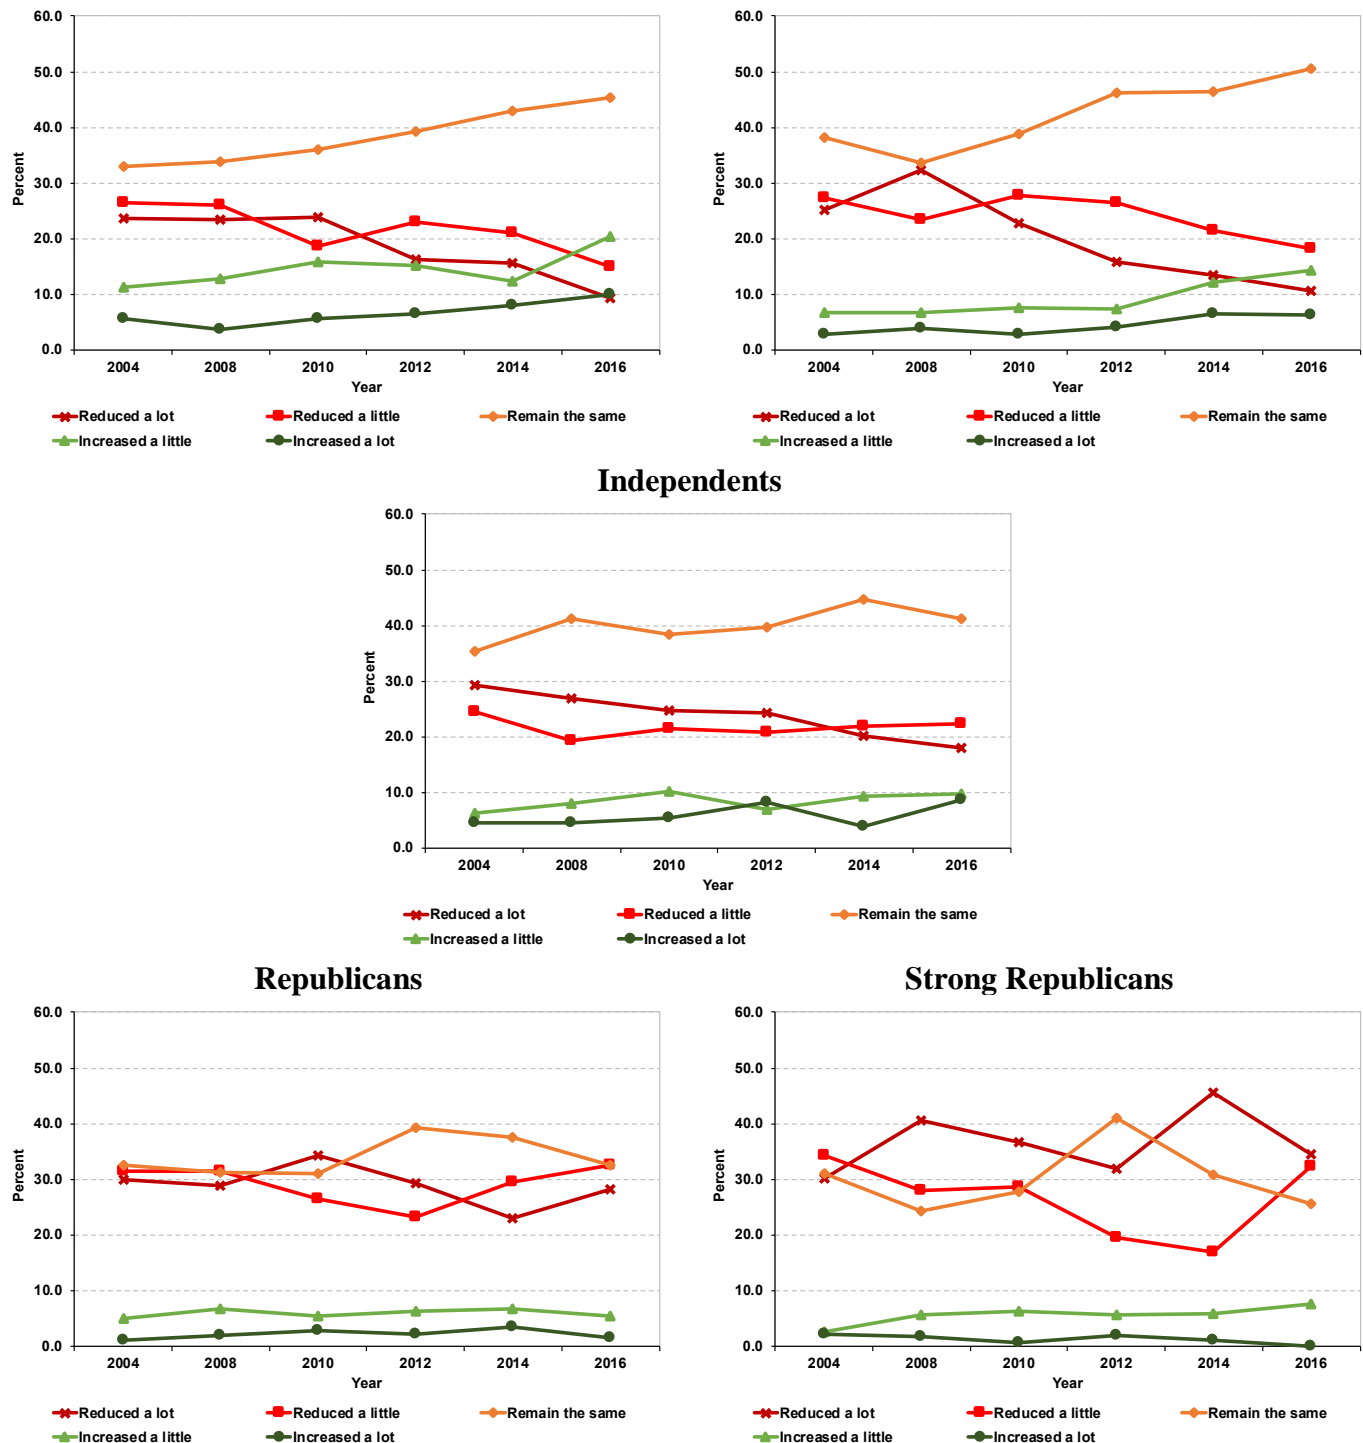 60.0
50.0
40.0
30.0
20.0
10.0
0.0
Percent
2004 2008 2010 2012 2014 2016
Year
Reduced a lot Reduced a little Remain the same
Increased a little Increased a lot
60.0
50.0
40.0
30.0
20.0
10.0
0.0
Percent
2004 2008 2010 2012 2014 2016
Year
Reduced a lot Reduced a little Remain the same
Increased a little Increased a lot
Independents
60.0
50.0
40.0
30.0
20.0
10.0
0.0
Percent
2004 2008 2010 2012 2014 2016
Year
Reduced a lot Reduced a little Remain the same
Increased a little Increased a lot
Republicans
60.0
50.0
40.0
30.0
20.0
10.0
0.0
Percent
2004 2008 2010 2012 2014 2016
Year
Reduced a lot Reduced a little Remain the same
Increased a little Increased a lot
Strong Republicans
60.0
50.0
40.0
30.0
20.0
10.0
0.0
Percent
2004 2008 2010 2012 2014 2016
Year
Reduced a lot Reduced a little Remain the same
Increased a little Increased a lot